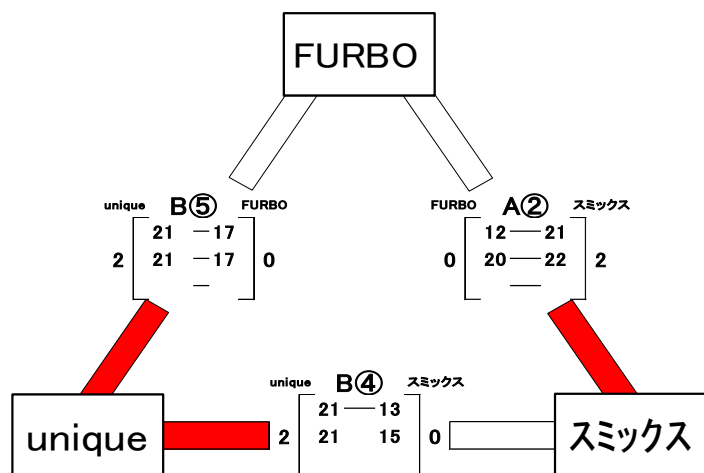 FURBO
unique B⑤ FURBO
21 — 17
2 21 — 17 0
—
FURBO A② スミックス
12 — 21
0 20 — 22 2
—
unique B④ スミックス
21 — 13
2 21 15 0
unique
スミックス